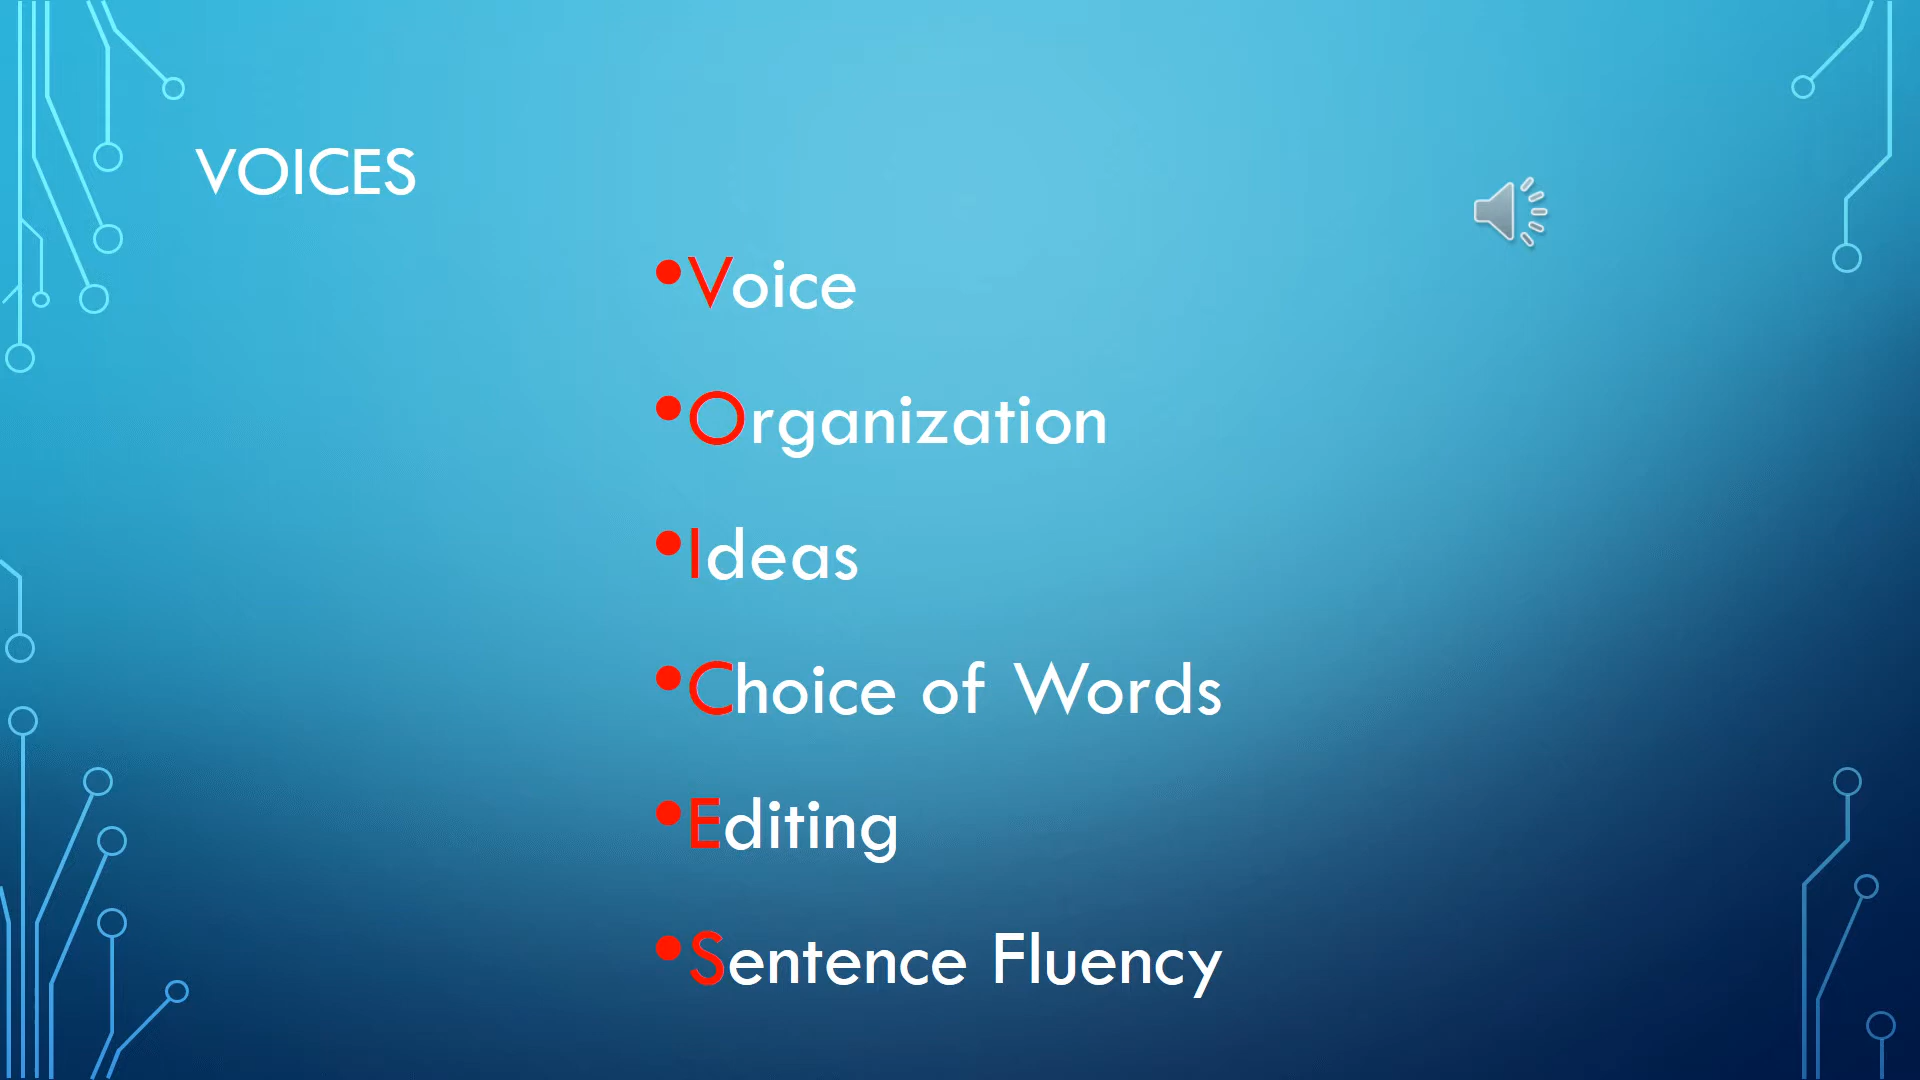 VOICES
•Voice
•Organization
•Ideas
•Choice of Words
•Editing
•Sentence Fluency